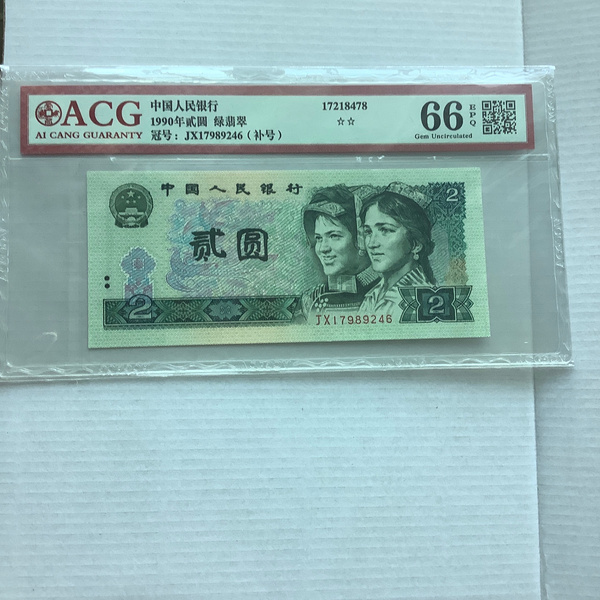 ACG
AI CANG GUARANTY
中国人民银行
1990年贰圆 绿翡翠
冠号：JX17989246（补号）
17218478
☆☆
66
EPQ
Gem Uncirculated
中国人民银行
贰圆
2
2
2
JX17989246